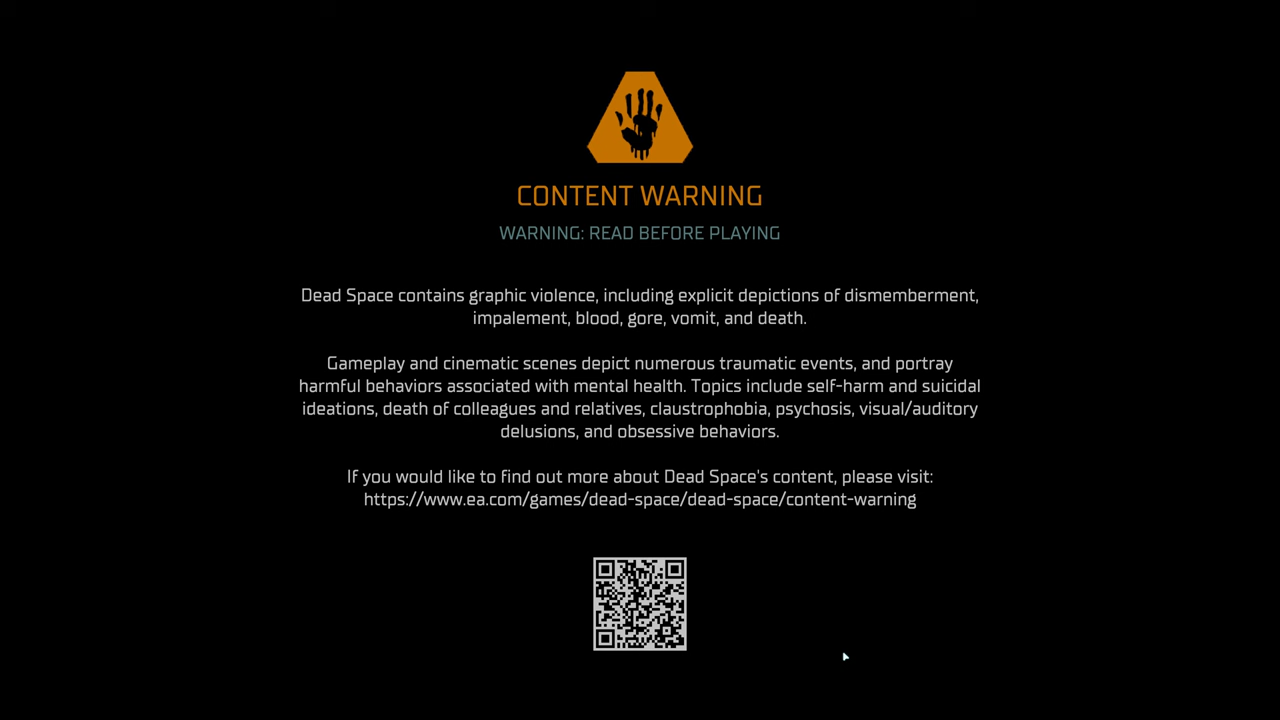 CONTENT WARNING
WARNING: READ BEFORE PLAYING
Dead Space contains graphic violence, including explicit depictions of dismemberment,
impalement, blood, gore, vomit, and death.
Gameplay and cinematic scenes depict numerous traumatic events, and portray
harmful behaviors associated with mental health. Topics include self-harm and suicidal
ideations, death of colleagues and relatives, claustrophobia, psychosis, visual/auditory
delusions, and obsessive behaviors.
If you would like to find out more about Dead Space's content, please visit:
https://www.ea.com/games/dead-space/dead-space/content-warning